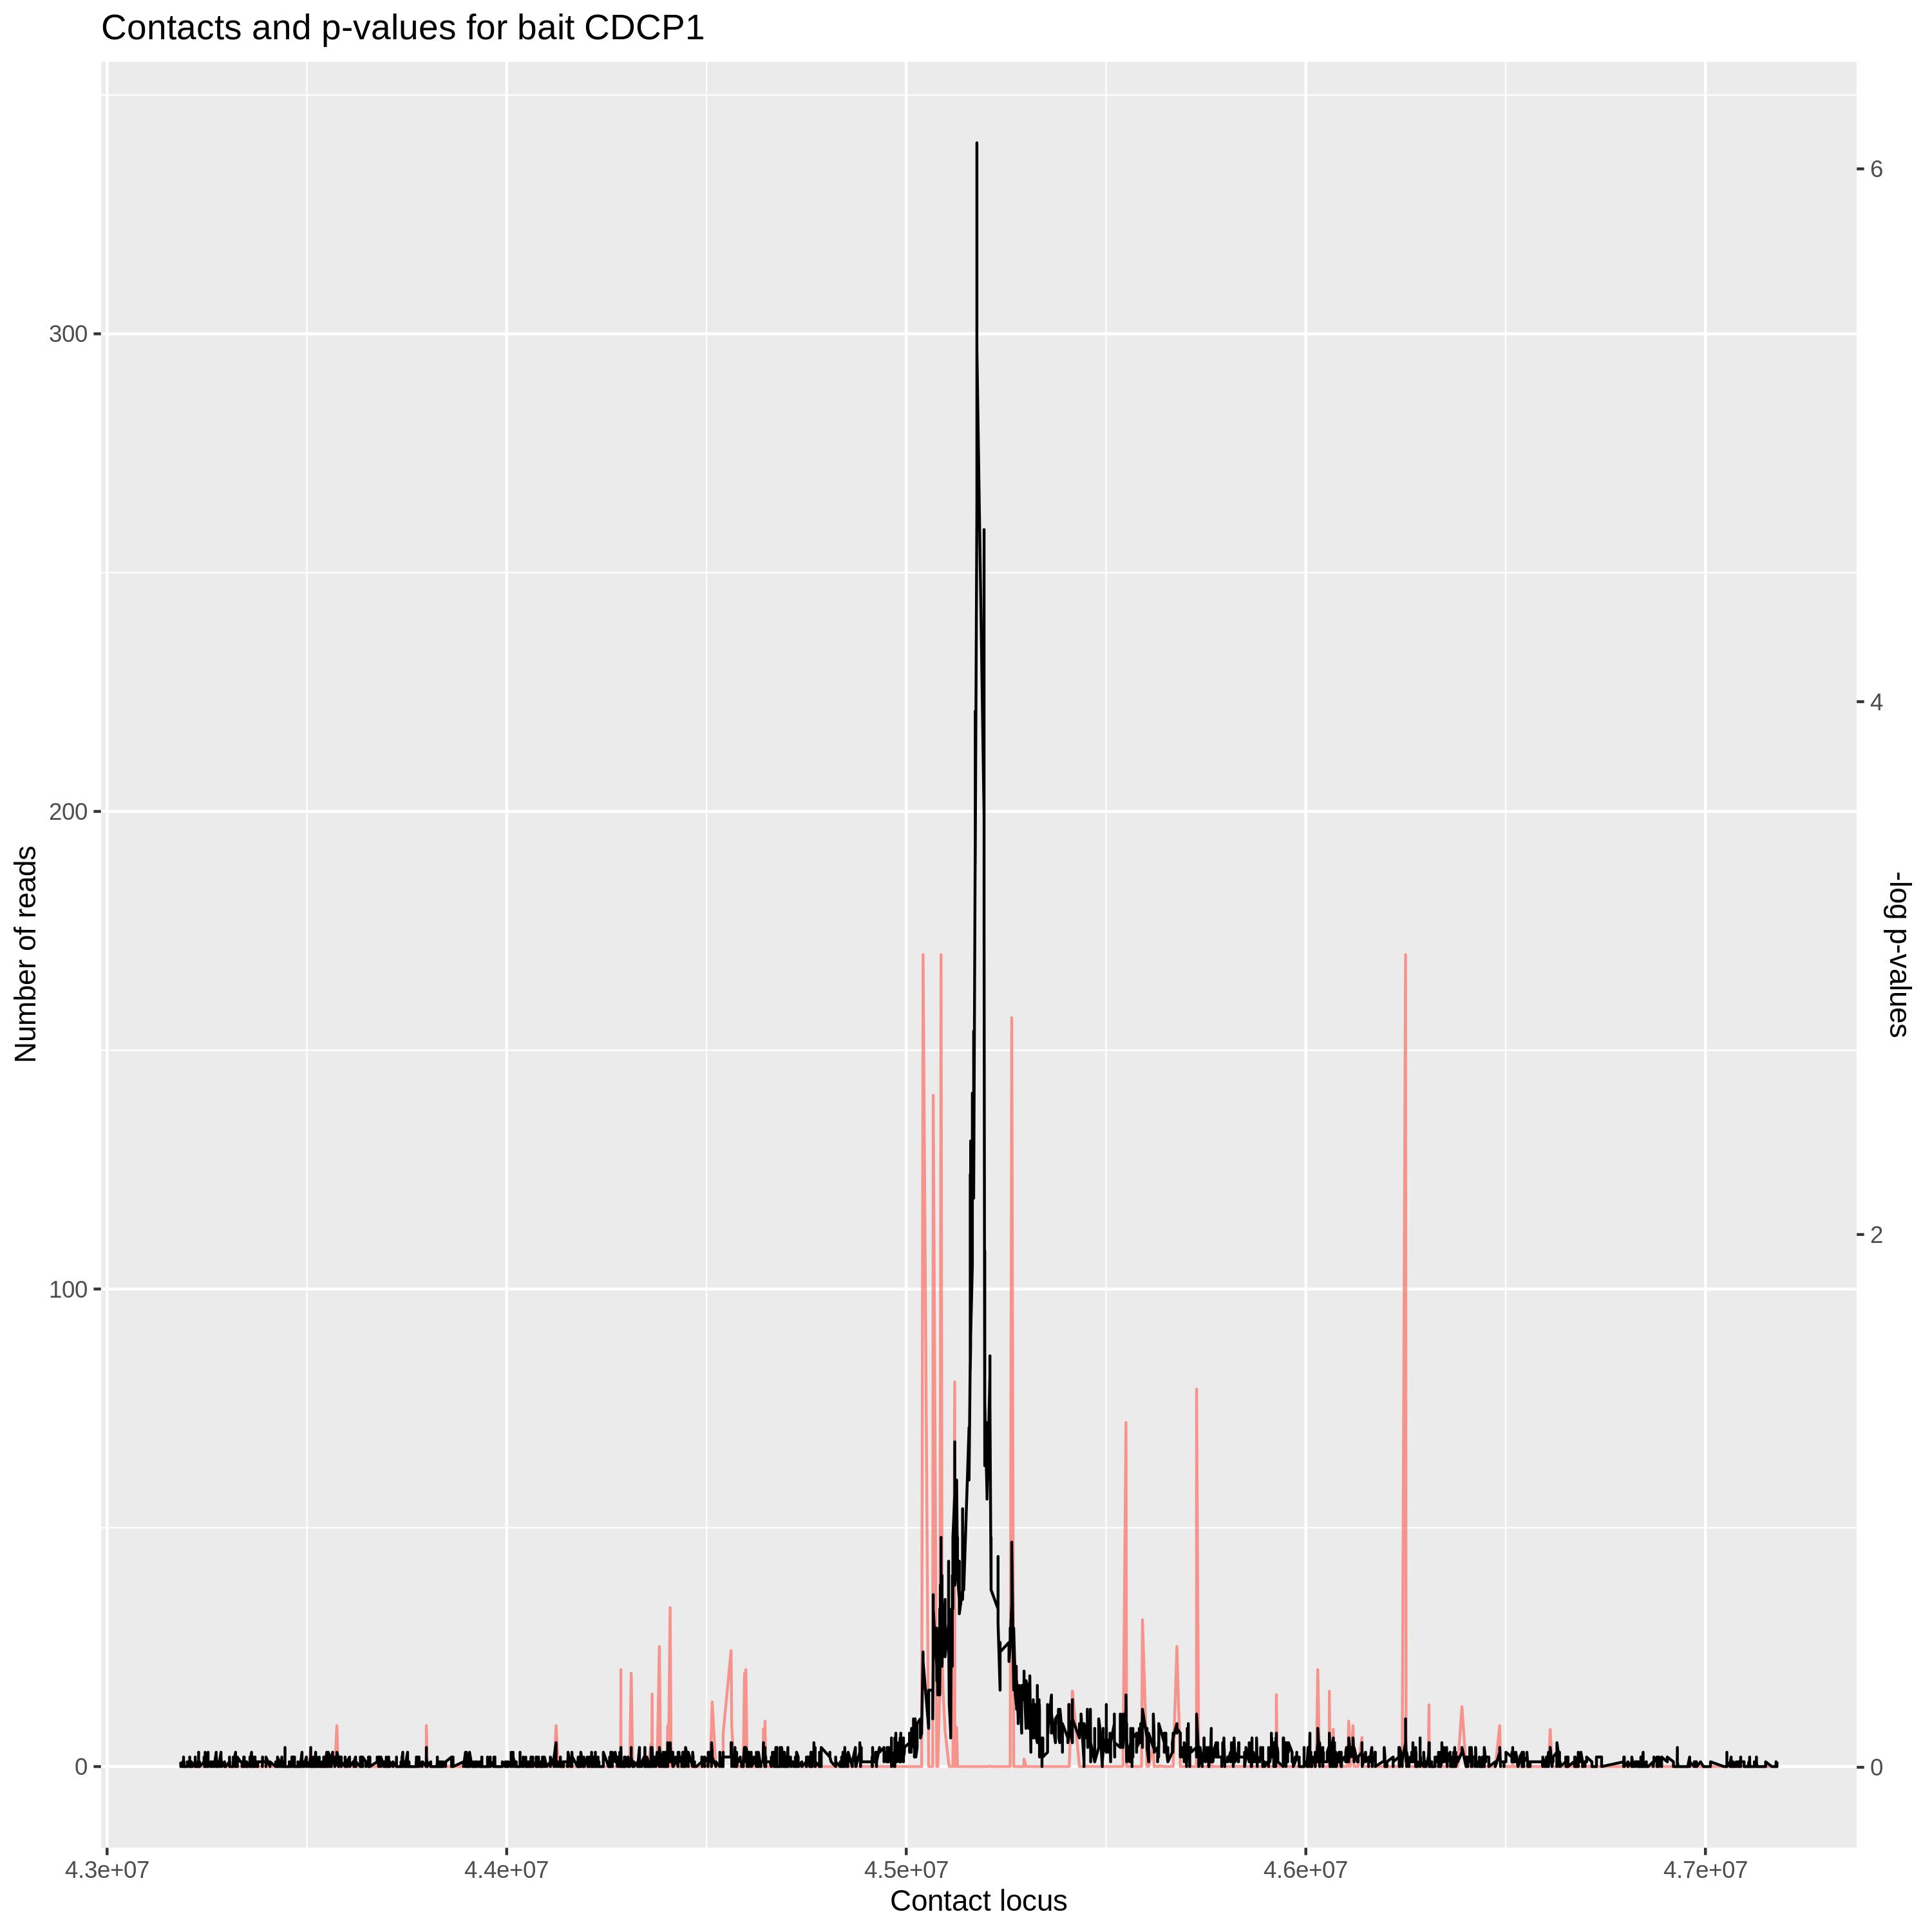 Contacts and p-values for bait CDCP1
Number of reads
300
200
100
0
6
4
2
0
-log p-values
4.3e+07
4.4e+07
4.5e+07
4.6e+07
4.7e+07
Contact locus